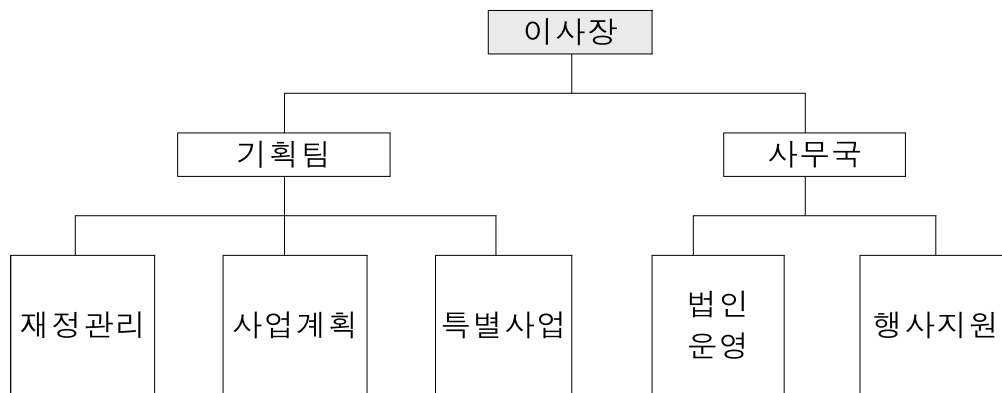 이사장
기획팀
사무국
재정관리
사업계획
특별사업
법인
운영
행사지원